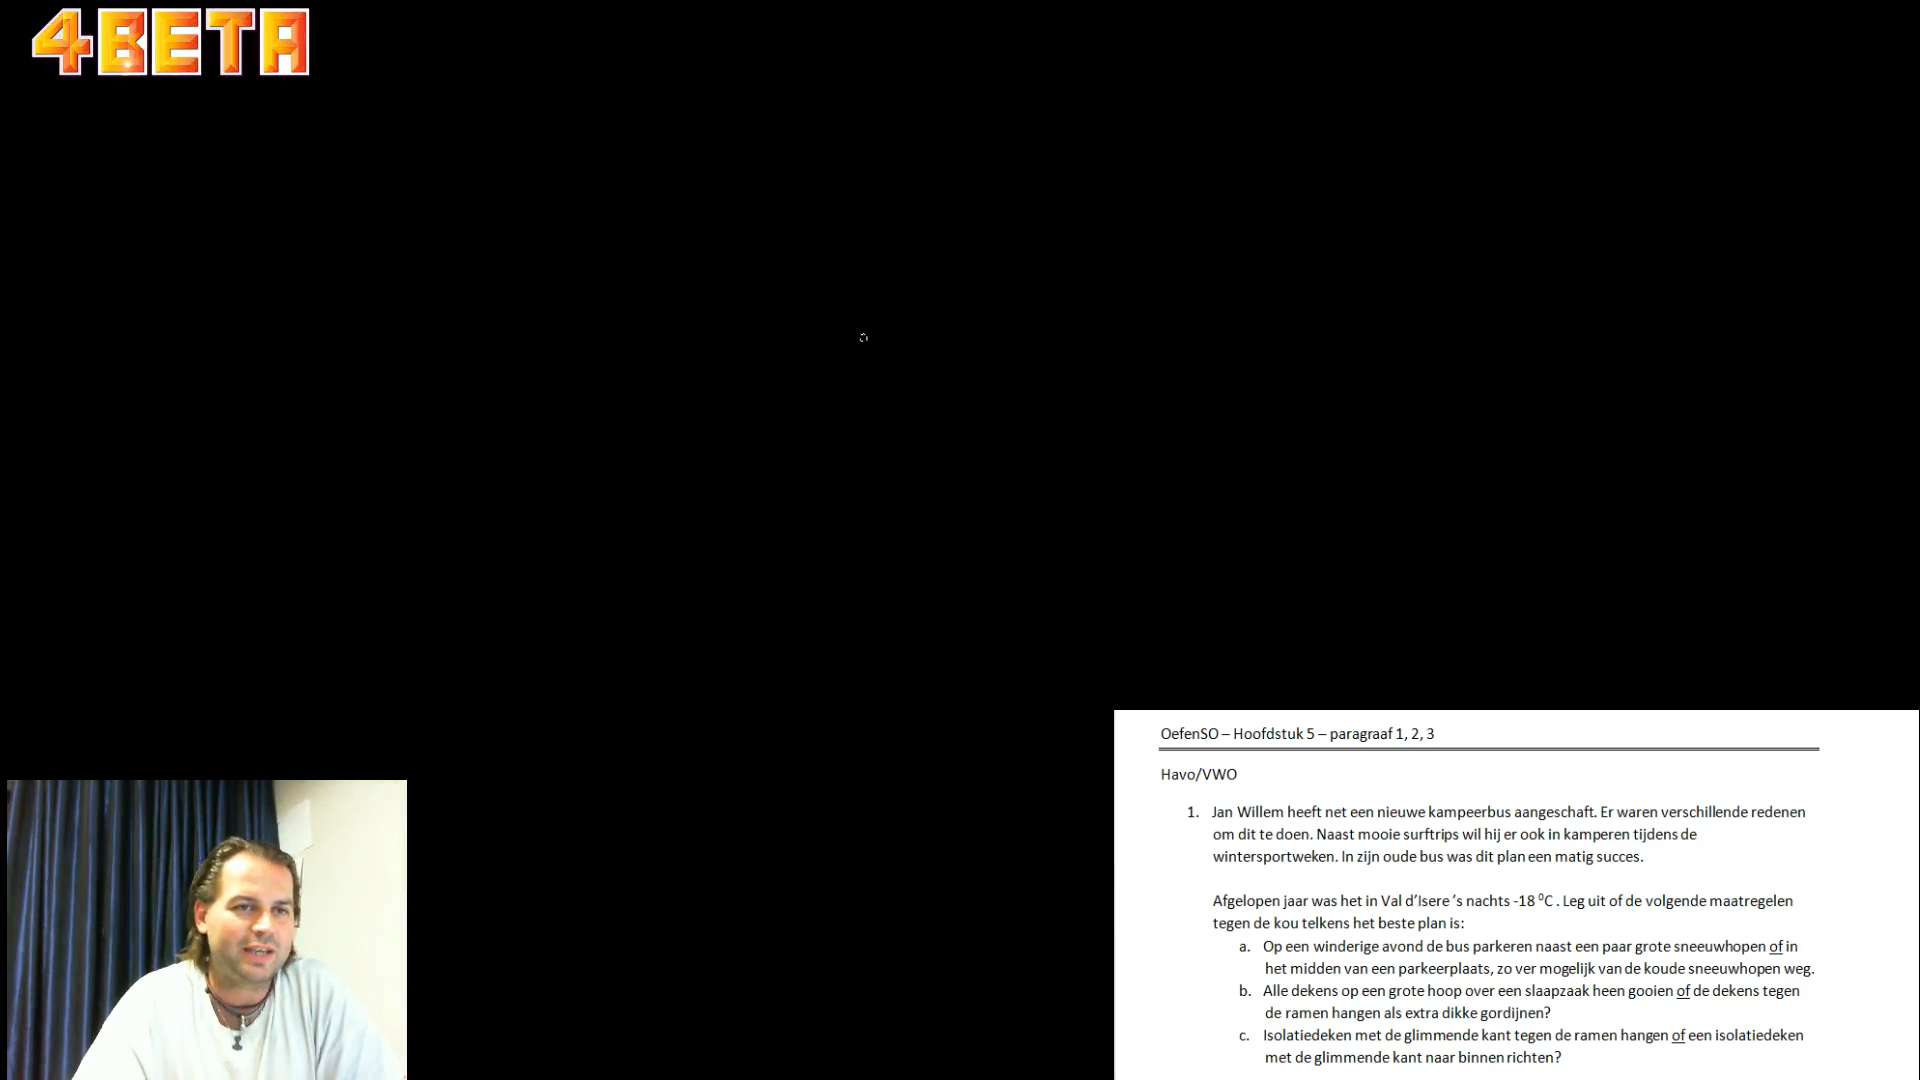 4BETA
OefenSO – Hoofdstuk 5 – paragraaf 1, 2, 3
Havo/VWO
1. Jan Willem heeft net een nieuwe kampeerbus aangeschaft. Er waren verschillende redenen
om dit te doen. Naast mooie surftrips wil hij er ook in kamperen tijdens de
wintersportweken. In zijn oude bus was dit plan een matig succes.
Afgelopen jaar was het in Val d’Isere ’s nachts -18 ⁰C . Leg uit of de volgende maatregelen
tegen de kou telkens het beste plan is:
a. Op een winderige avond de bus parkeren naast een paar grote sneeuwhopen of in
het midden van een parkeerplaats, zo ver mogelijk van de koude sneeuwhopen weg.
b. Alle dekens op een grote hoop over een slaapzaak heen gooien of de dekens tegen
de ramen hangen als extra dikke gordijnen?
c. Isolatiedeken met de glimmende kant tegen de ramen hangen of een isolatiedeken
met de glimmende kant naar binnen richten?